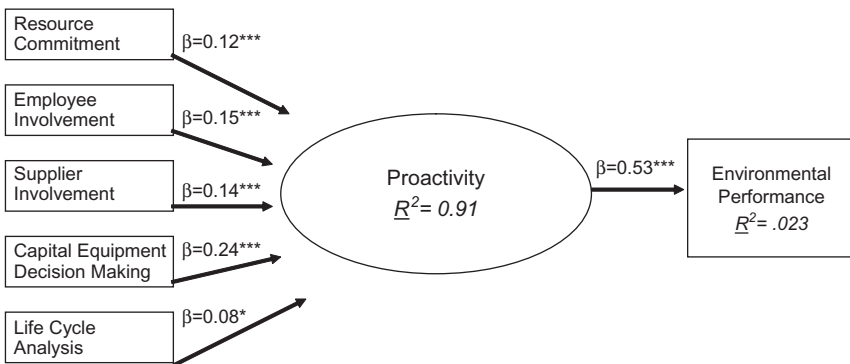 Resource
Commitment
β=0.12***
Employee
Involvement
β=0.15***
Supplier
Involvement
β=0.14***
Capital Equipment
Decision Making
β=0.24***
Life Cycle
Analysis
β=0.08*
Proactivity
R²= 0.91
β=0.53***
Environmental
Performance
R²= .023